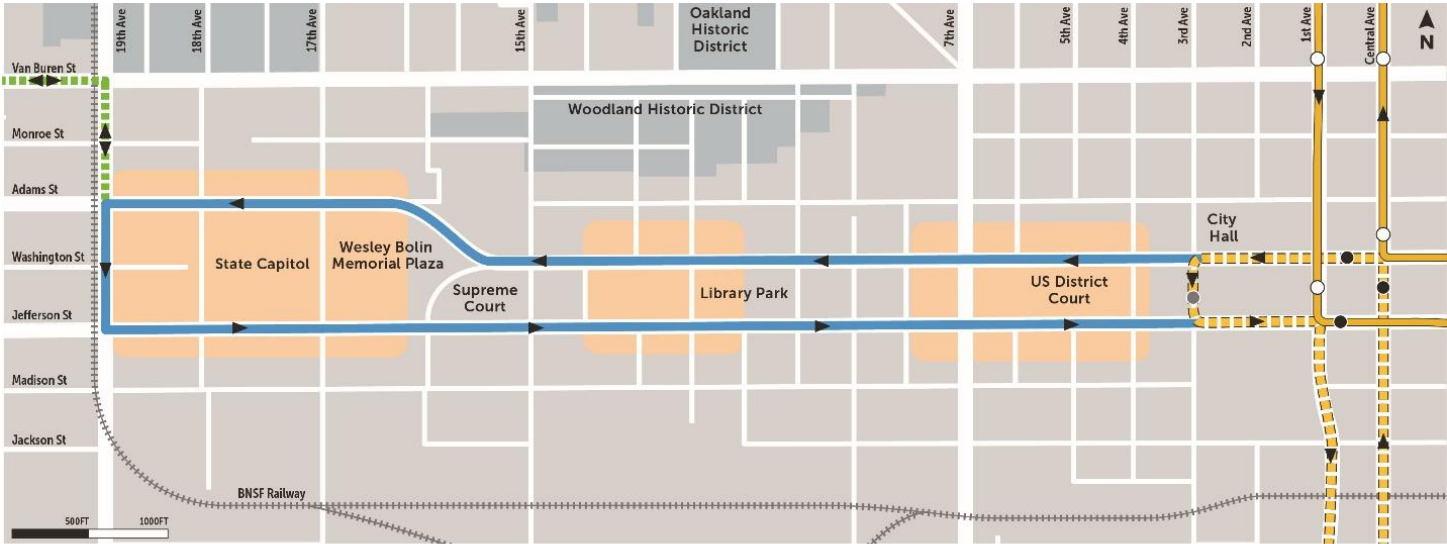 19th Ave
18th Ave
17th Ave
15th Ave
Oakland
Historic
District
7th Ave
5th Ave
4th Ave
3rd Ave
2nd Ave
1st Ave
Central Ave
N
Van Buren St
Woodland Historic District
Monroe St
Adams St
City
Hall
Washington St
State Capitol
Wesley Bolin
Memorial Plaza
Supreme
Court
Library Park
US District
Court
Jefferson St
Madison St
Jackson St
BNSF Railway
500FT
1000FT